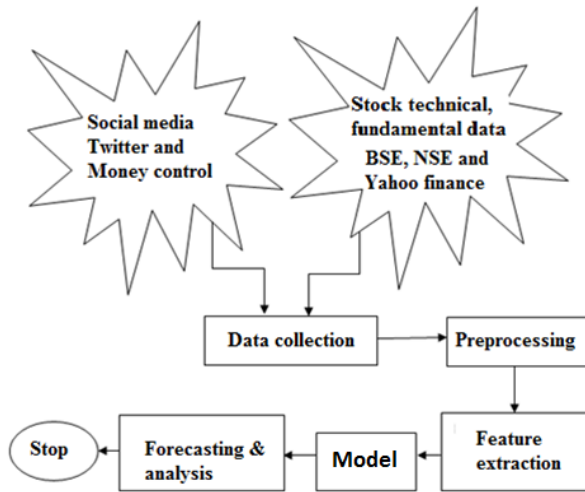 Social media
Twitter and
Money control
Stock technical,
fundamental data
BSE, NSE and
Yahoo finance
Data collection
Preprocessing
Feature
extraction
Model
Forecasting &
analysis
Stop